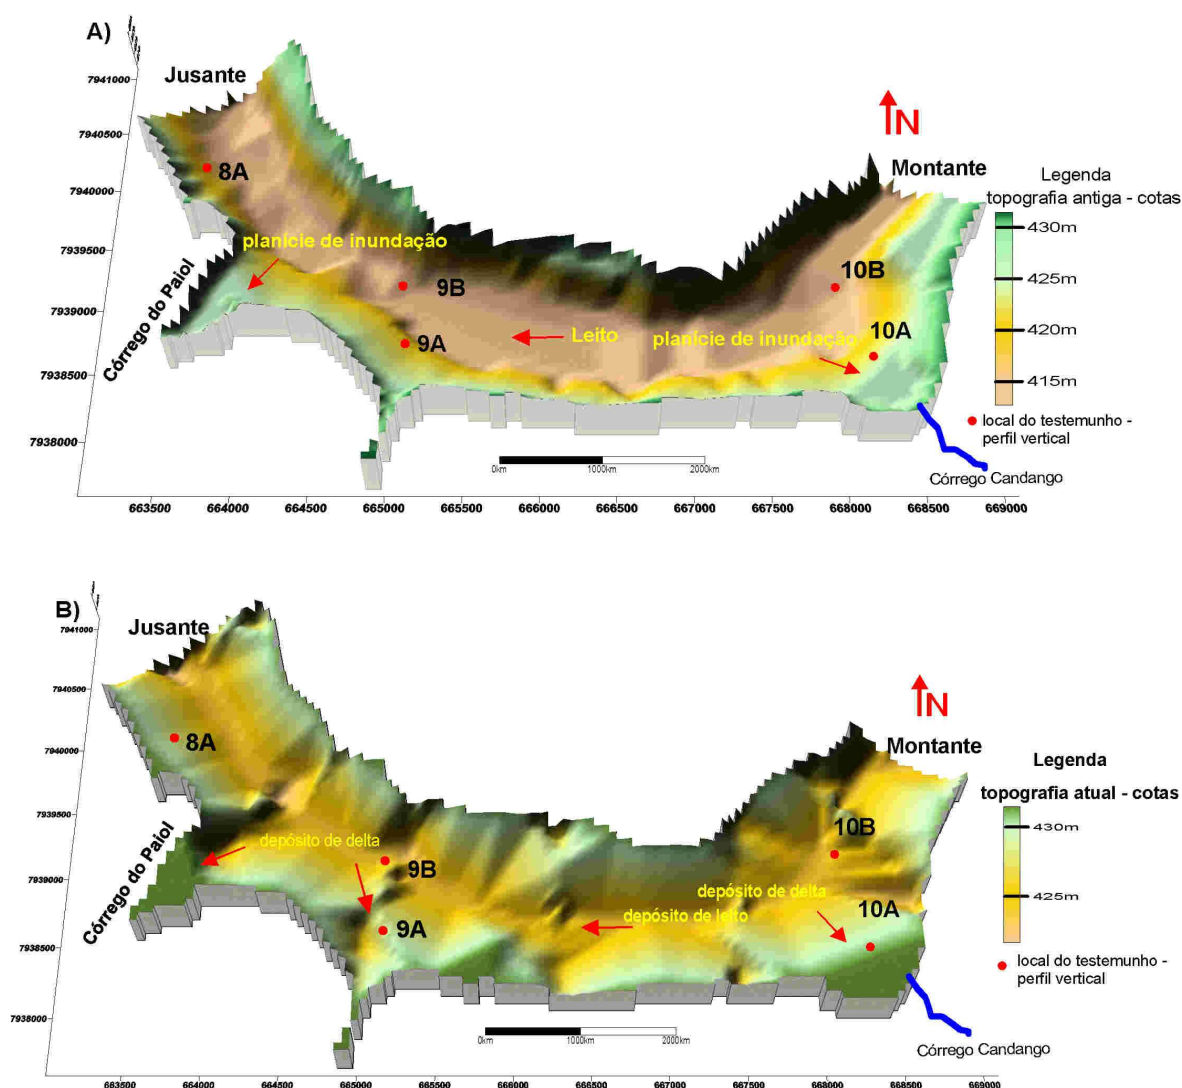 A)
Jusante
7941000
7940500
7940000
7939500
7939000
7938500
7938000
8A
planície de inundação
Córrego do Paiol
9B
9A
Leito
planície de inundação
N
Montante
10B
10A
Legenda
topografia antiga - cotas
430m
425m
420m
415m
local do testemunho -
perfil vertical
Córrego Candango
0km 1000km 2000km
663500 664000 664500 665000 665500 666000 666500 667000 667500 668000 668500 669000
B)
Jusante
7941000
7940500
7940000
7939500
7939000
7938500
7938000
8A
Córrego do Paiol
depósito de delta
9B
9A
depósito de leito
depósito de delta
N
Montante
10B
10A
Legenda
topografia atual - cotas
430m
425m
local do testemunho -
perfil vertical
Córrego Candango
0km 1000km 2000km
663500 664000 664500 665000 665500 666000 666500 667000 667500 668000 668500 669000